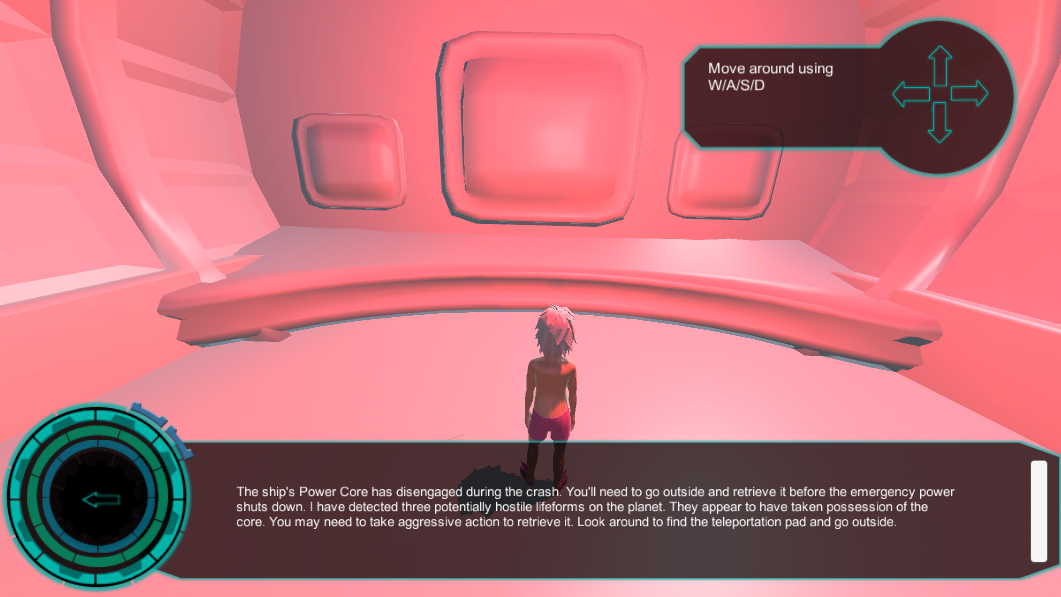 Move around using
W/A/S/D
The ship's Power Core has disengaged during the crash. You'll need to go outside and retrieve it before the emergency power
shuts down. I have detected three potentially hostile lifeforms on the planet. They appear to have taken possession of the
core. You may need to take aggressive action to retrieve it. Look around to find the teleportation pad and go outside.